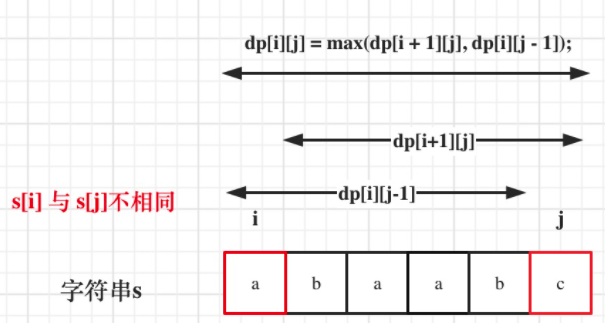 dp[i][j] = max(dp[i + 1][j], dp[i][j - 1]);
dp[i+1][j]
s[i] 与 s[j]不相同
dp[i][j-1]
i
j
字符串s
a b a a b c